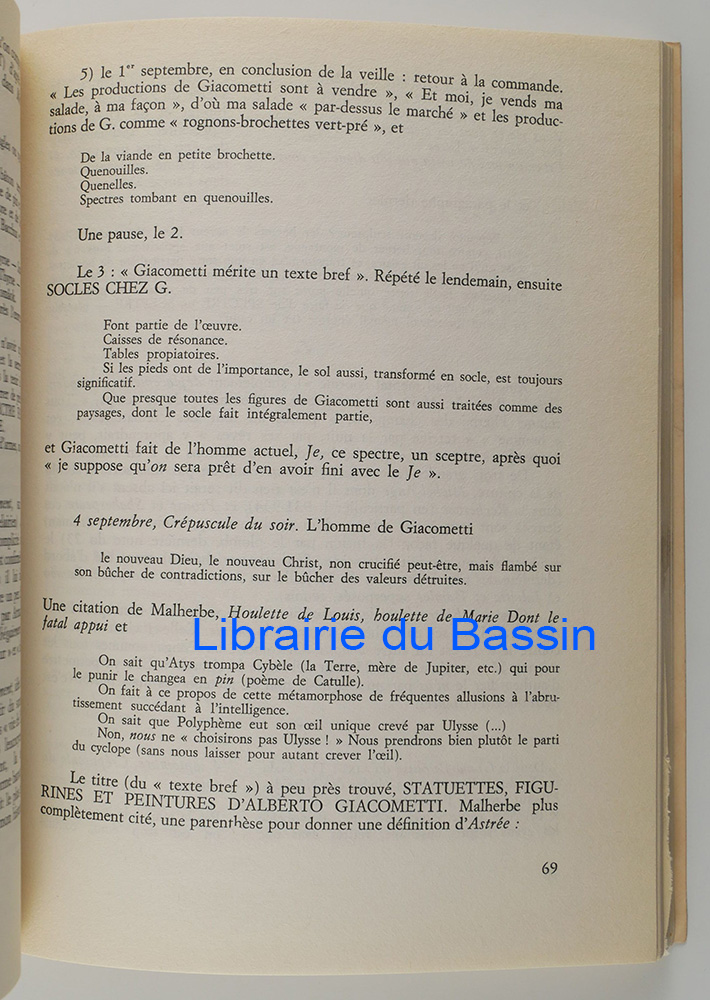 5) le 1er septembre, en conclusion de la veille : retour à la commande.
« Les productions de Giacometti sont à vendre », « Et moi, je vends ma
salade, à ma façon », d'où ma salade « par-dessus le marché » et les produc-
tions de G. comme « rognons-brochettes vert-pré », et
De la viande en petite brochette.
Quenouilles.
Quenelles.
Spectres tombant en quenouilles.
Une pause, le 2.
Le 3 : « Giacometti mérite un texte bref ». Répété le lendemain, ensuite
SOCLES CHEZ G.
Font partie de l'œuvre.
Caisses de résonance.
Tables propiatoires.
Si les pieds ont de l'importance, le sol aussi, transformé en socle, est toujours
significatif.
Que presque toutes les figures de Giacometti sont aussi traitées comme des
paysages, dont le socle fait intégralement partie,
et Giacometti fait de l'homme actuel, Je, ce spectre, un sceptre, après quoi
« je suppose qu'on sera prêt d'en avoir fini avec le Je ».
4 septembre, Crépuscule du soir. L'homme de Giacometti
le nouveau Dieu, le nouveau Christ, non crucifié peut-être, mais flambé sur
son bûcher de contradictions, sur le bûcher des valeurs détruites.
Une citation de Malherbe, Houlette de Louis, houlette de Marie Dont le
fatal appui et
Librairie du Bassin
On sait qu'Atys trompa Cybèle (la Terre, mère de Jupiter, etc.) qui pour
le punir le changea en pin (poème de Catulle).
On fait à ce propos de cette métamorphose de fréquentes allusions à l'abru-
tissement succédant à l'intelligence.
On sait que Polyphème eut son œil unique crevé par Ulysse (...)
Non, nous ne « choisirons pas Ulysse ! » Nous prendrons bien plutôt le parti
du cyclope (sans nous laisser pour autant crever l'œil).
Le titre (du « texte bref ») à peu près trouvé, STATUETTES, FIGU-
RINES ET PEINTURES D'ALBERTO GIACOMETTI. Malherbe plus
complètement cité, une parenthèse pour donner une définition d'Astrée :
69